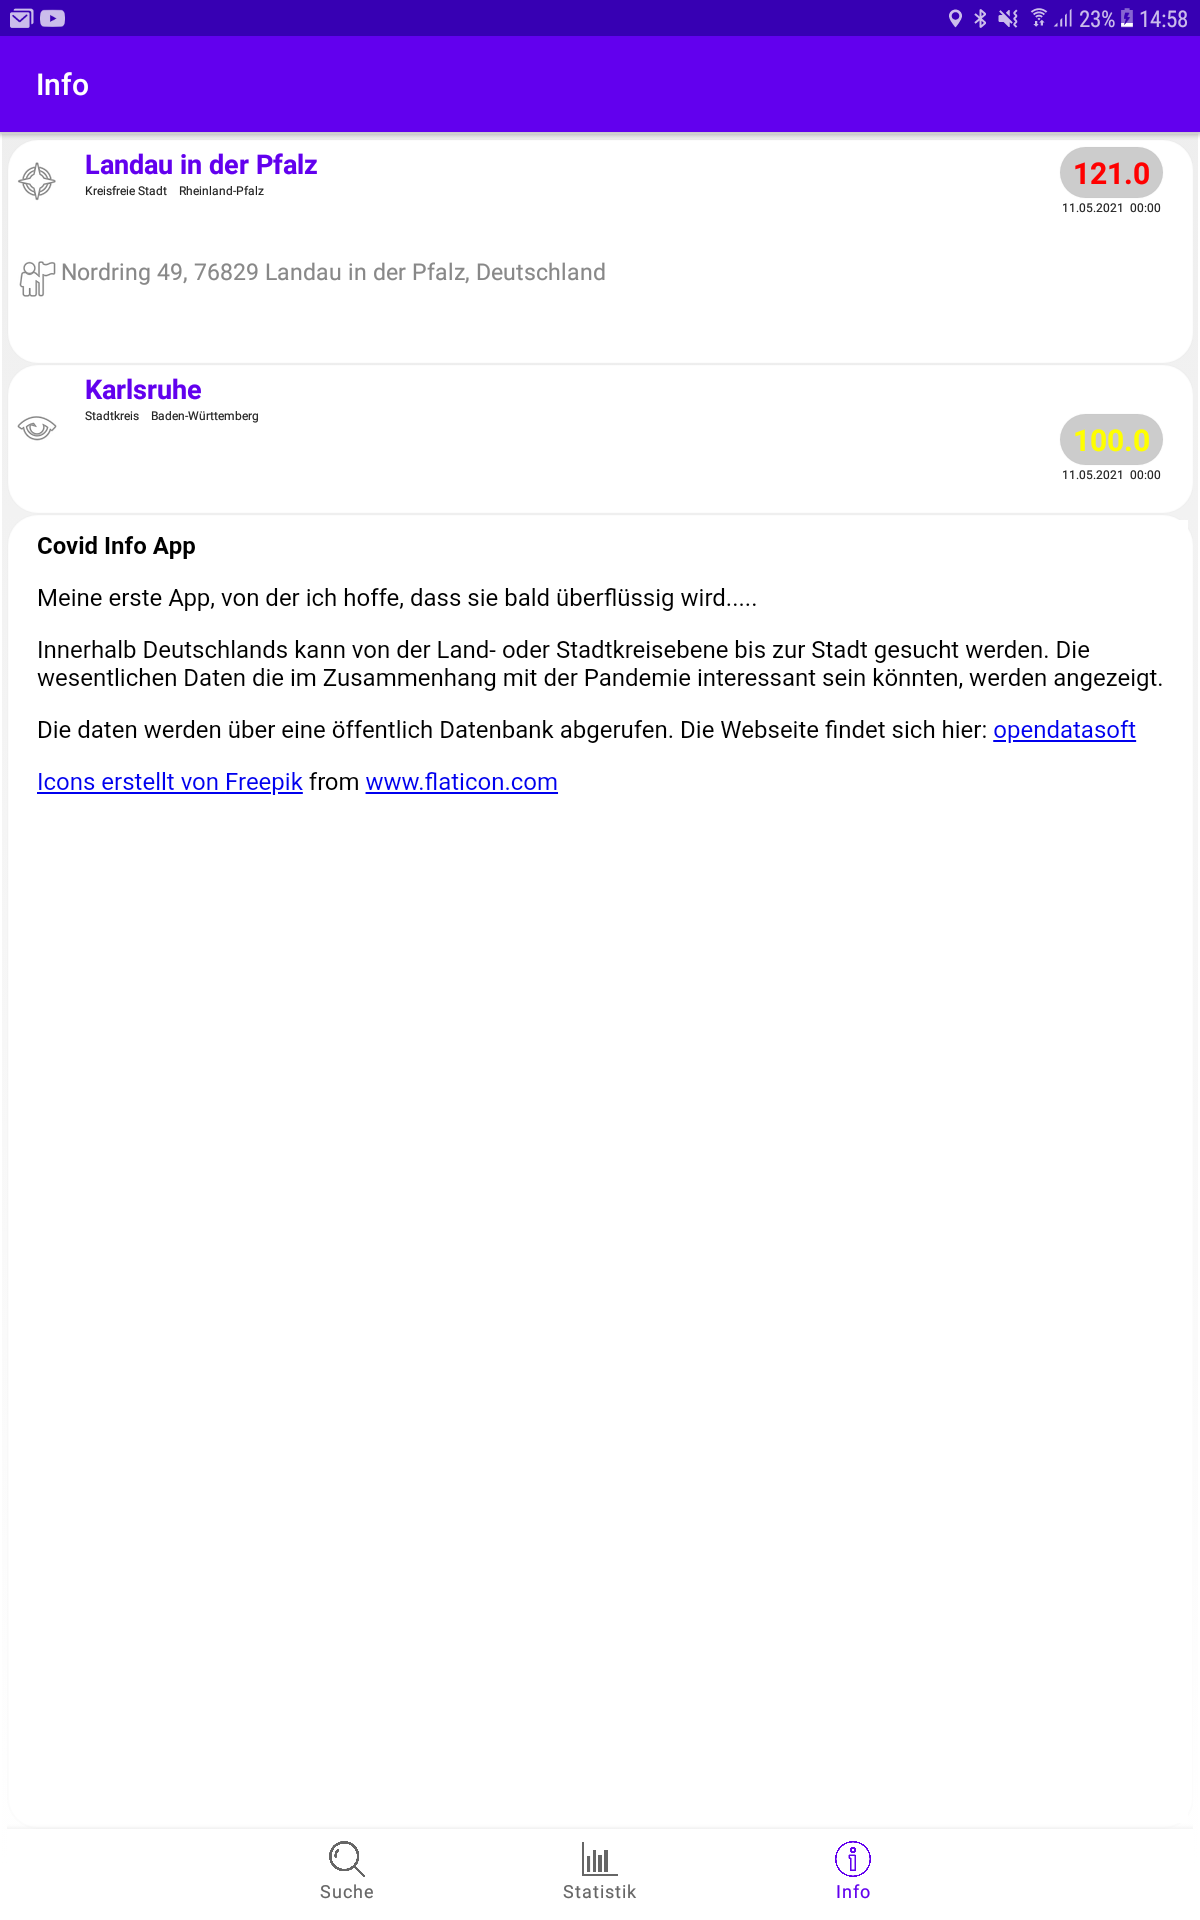 23% 14:58
Info
Landau in der Pfalz
Kreisfreie Stadt Rheinland-Pfalz
121.0
11.05.2021 00:00
Nordring 49, 76829 Landau in der Pfalz, Deutschland
Karlsruhe
Stadtkreis Baden-Württemberg
100.0
11.05.2021 00:00
Covid Info App
Meine erste App, von der ich hoffe, dass sie bald überflüssig wird.....
Innerhalb Deutschlands kann von der Land- oder Stadtkreisebene bis zur Stadt gesucht werden. Die
wesentlichen Daten die im Zusammenhang mit der Pandemie interessant sein könnten, werden angezeigt.
Die daten werden über eine öffentlich Datenbank abgerufen. Die Webseite findet sich hier: opendatasoft
Icons erstellt von Freepik from www.flaticon.com
Suche
Statistik
Info